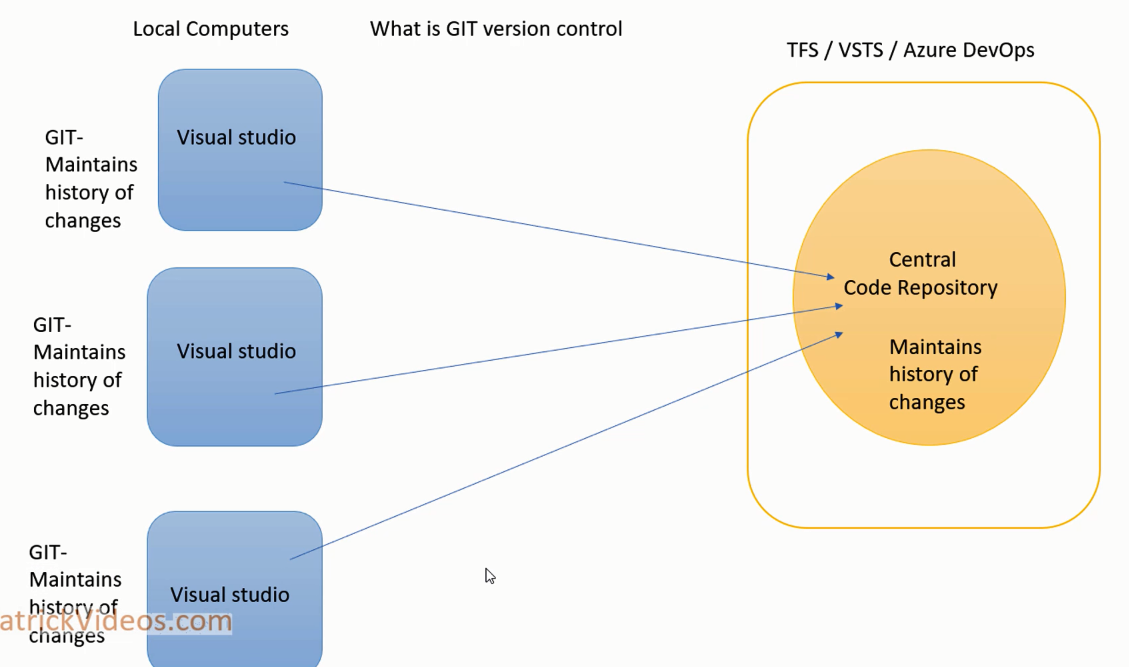 Local Computers
What is GIT version control
TFS / VSTS / Azure DevOps
GIT-
Maintains
history of
changes
Visual studio
GIT-
Maintains
history of
changes
Visual studio
Central
Code Repository
Maintains
history of
changes
GIT-
Maintains
history of
changes
Visual studio
atrickVideos.com